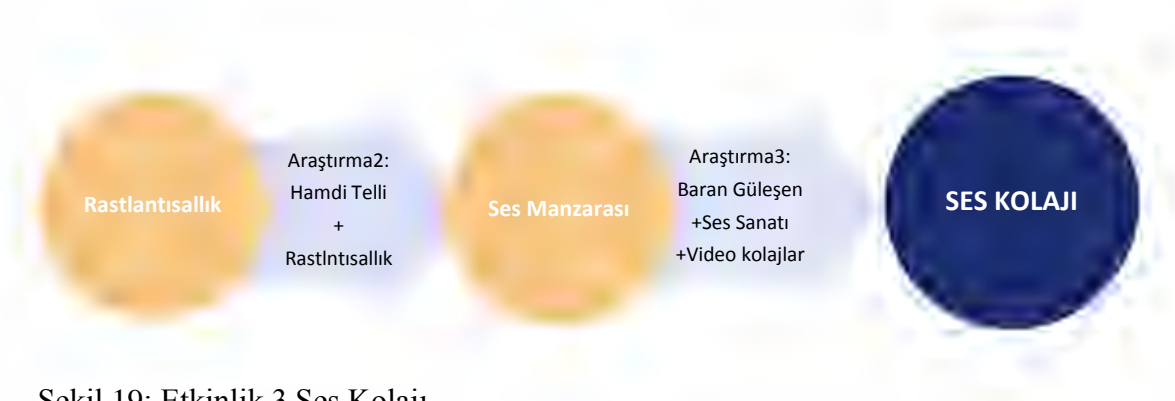 Rastlantısallık
Araştırma2:
Hamdi Telli
+
Rastlntısallık
Ses Manzarası
Araştırma3:
Baran Güleşen
+Ses Sanatı
+Video kolajlar
SES KOLAJI
Şekil 19: Etkinlik 3 Ses Kolajı